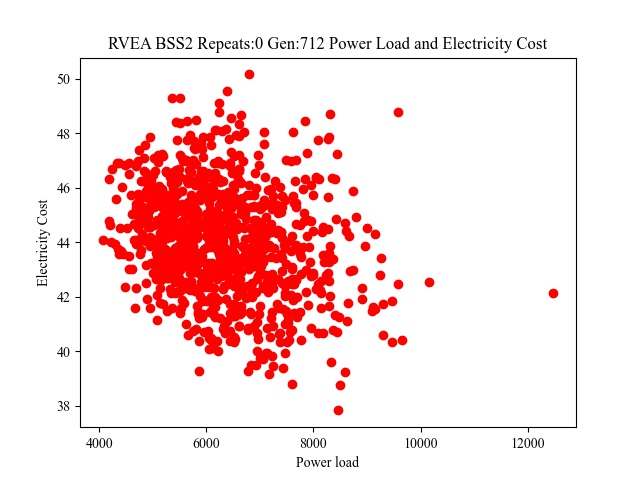 RVEA BSS2 Repeats:0 Gen:712 Power Load and Electricity Cost
50
48
46
44
42
40
38
Electricity Cost
4000 6000 8000 10000 12000
Power load